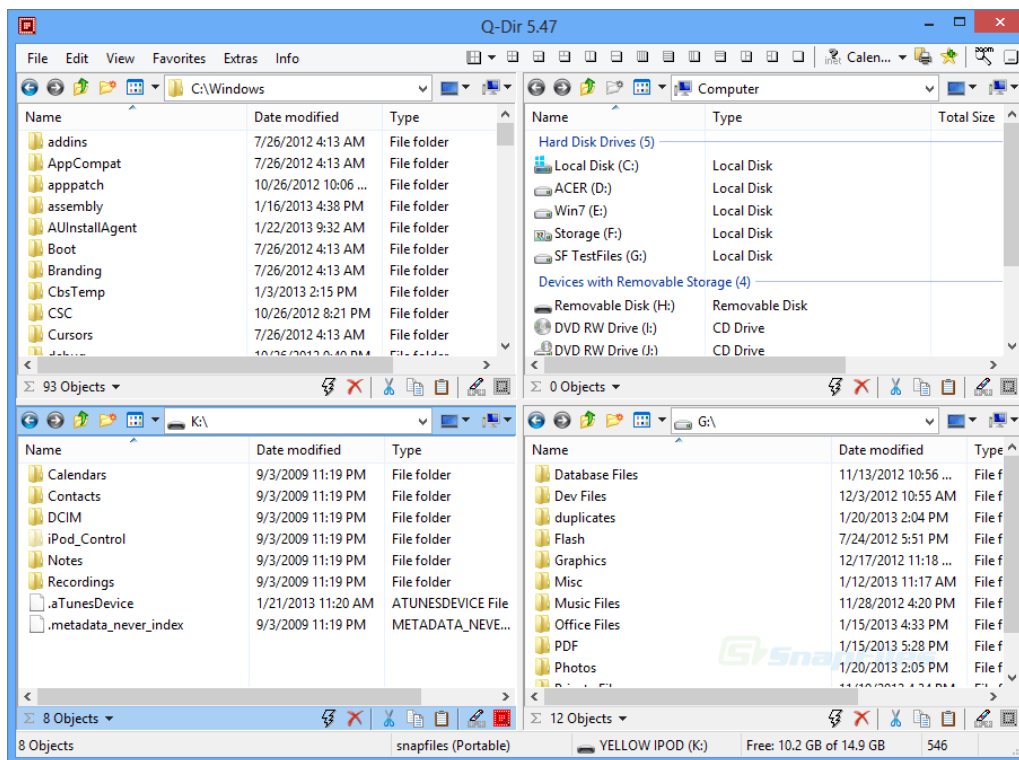 Q-Dir 5.47
File Edit View Favorites Extras Info
Calen...
zoom
C:\Windows
Name Date modified Type
addins 7/26/2012 4:13 AM File folder
AppCompat 7/26/2012 4:13 AM File folder
apppatch 10/26/2012 10:06 ... File folder
assembly 1/16/2013 4:38 PM File folder
AUInstallAgent 1/22/2013 9:32 AM File folder
Boot 7/26/2012 4:13 AM File folder
Branding 7/26/2012 4:13 AM File folder
CbsTemp 1/3/2013 2:15 PM File folder
CSC 10/26/2012 8:21 PM File folder
Cursors 7/26/2012 4:13 AM File folder
93 Objects
Computer
Name Type Total Size
Hard Disk Drives (5)
Local Disk (C:) Local Disk
ACER (D:) Local Disk
Win7 (E:) Local Disk
Storage (F:) Local Disk
SF TestFiles (G:) Local Disk
Devices with Removable Storage (4)
Removable Disk (H:) Removable Disk
DVD RW Drive (I:) CD Drive
DVD RW Drive (J:) CD Drive
0 Objects
K:\
Name Date modified Type
Calendars 9/3/2009 11:19 PM File folder
Contacts 9/3/2009 11:19 PM File folder
DCIM 9/3/2009 11:19 PM File folder
iPod_Control 9/3/2009 11:19 PM File folder
Notes 9/3/2009 11:19 PM File folder
Recordings 9/3/2009 11:19 PM File folder
.aTunesDevice 1/21/2013 11:20 AM ATUNESDEVICE File
.metadata_never_index 9/3/2009 11:19 PM METADATA_NEVE...
8 Objects
G:\
Name Date modified Type
Database Files 11/13/2012 10:56 ... File f
Dev Files 12/3/2012 10:55 AM File f
duplicates 1/20/2013 2:04 PM File f
Flash 7/24/2012 5:51 PM File f
Graphics 12/17/2012 11:18 ... File f
Misc 1/12/2013 11:17 AM File f
Music Files 11/28/2012 4:20 PM File f
Office Files 1/15/2013 4:33 PM File f
PDF 1/15/2013 5:28 PM File f
Photos 1/20/2013 2:05 PM File f
12 Objects
8 Objects snapfiles (Portable) YELLOW IPOD (K:) Free: 10.2 GB of 14.9 GB 546